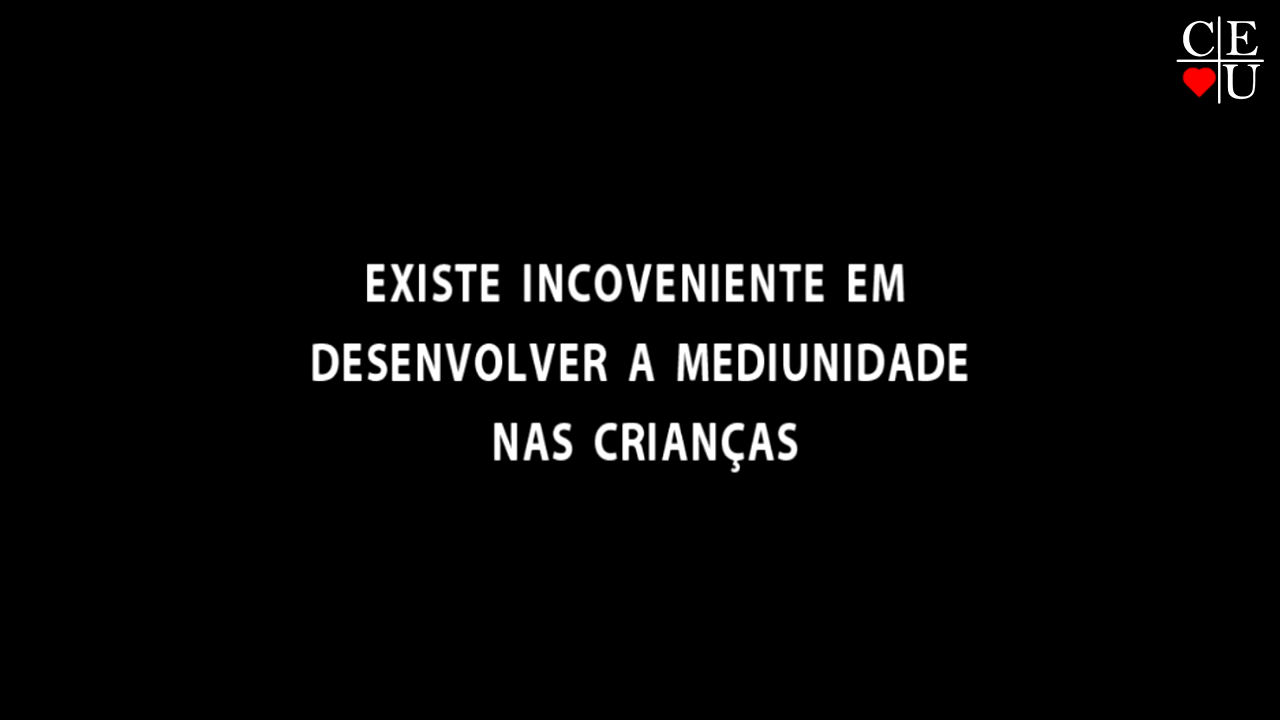 CE
U
EXISTE INCOVENIENTE EM
DESENVOLVER A MEDIUNIDADE
NAS CRIANÇAS